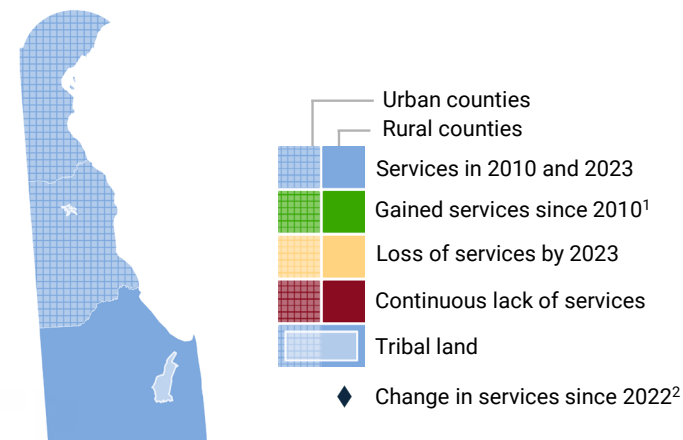 Urban counties
Rural counties
Services in 2010 and 2023
Gained services since 2010¹
Loss of services by 2023
Continuous lack of services
Tribal land
Change in services since 2022²